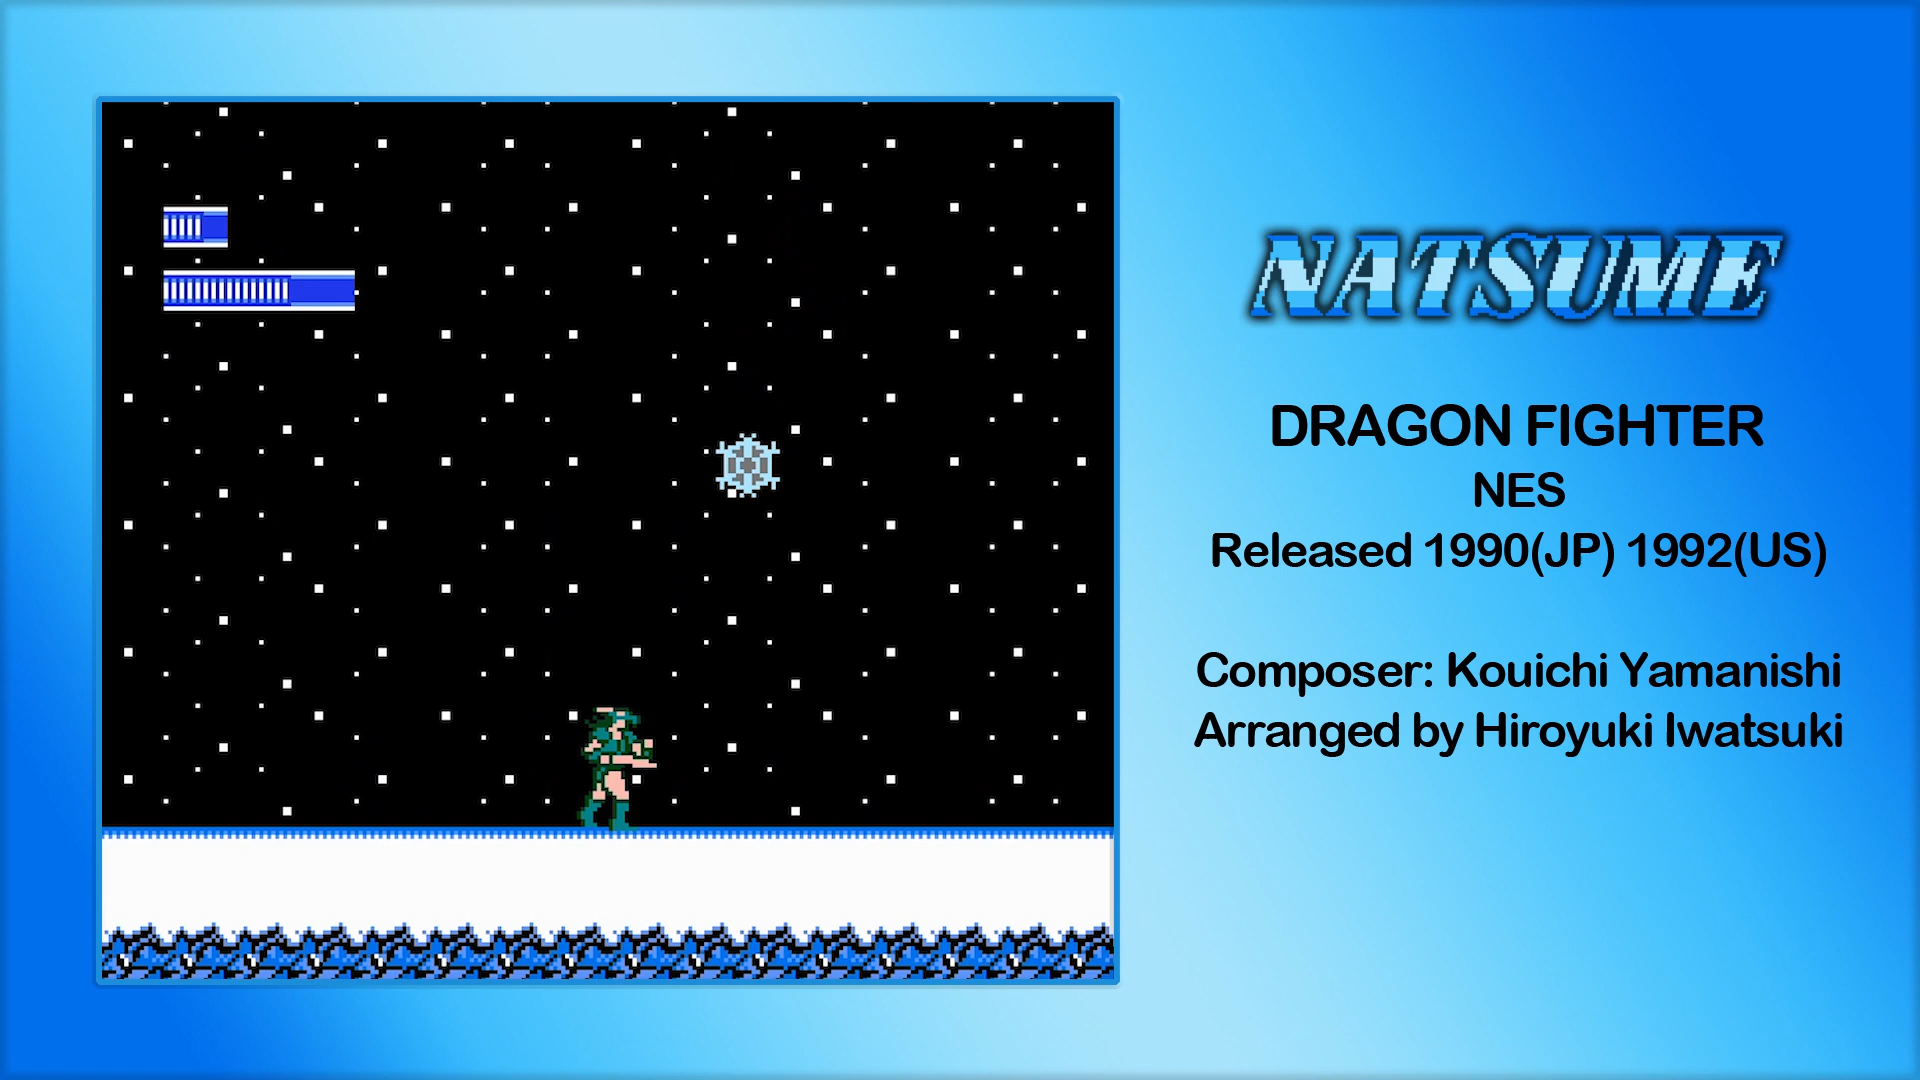 NATSUME
DRAGON FIGHTER
NES
Released 1990(JP) 1992(US)
Composer: Kouichi Yamanishi
Arranged by Hiroyuki Iwatsuki